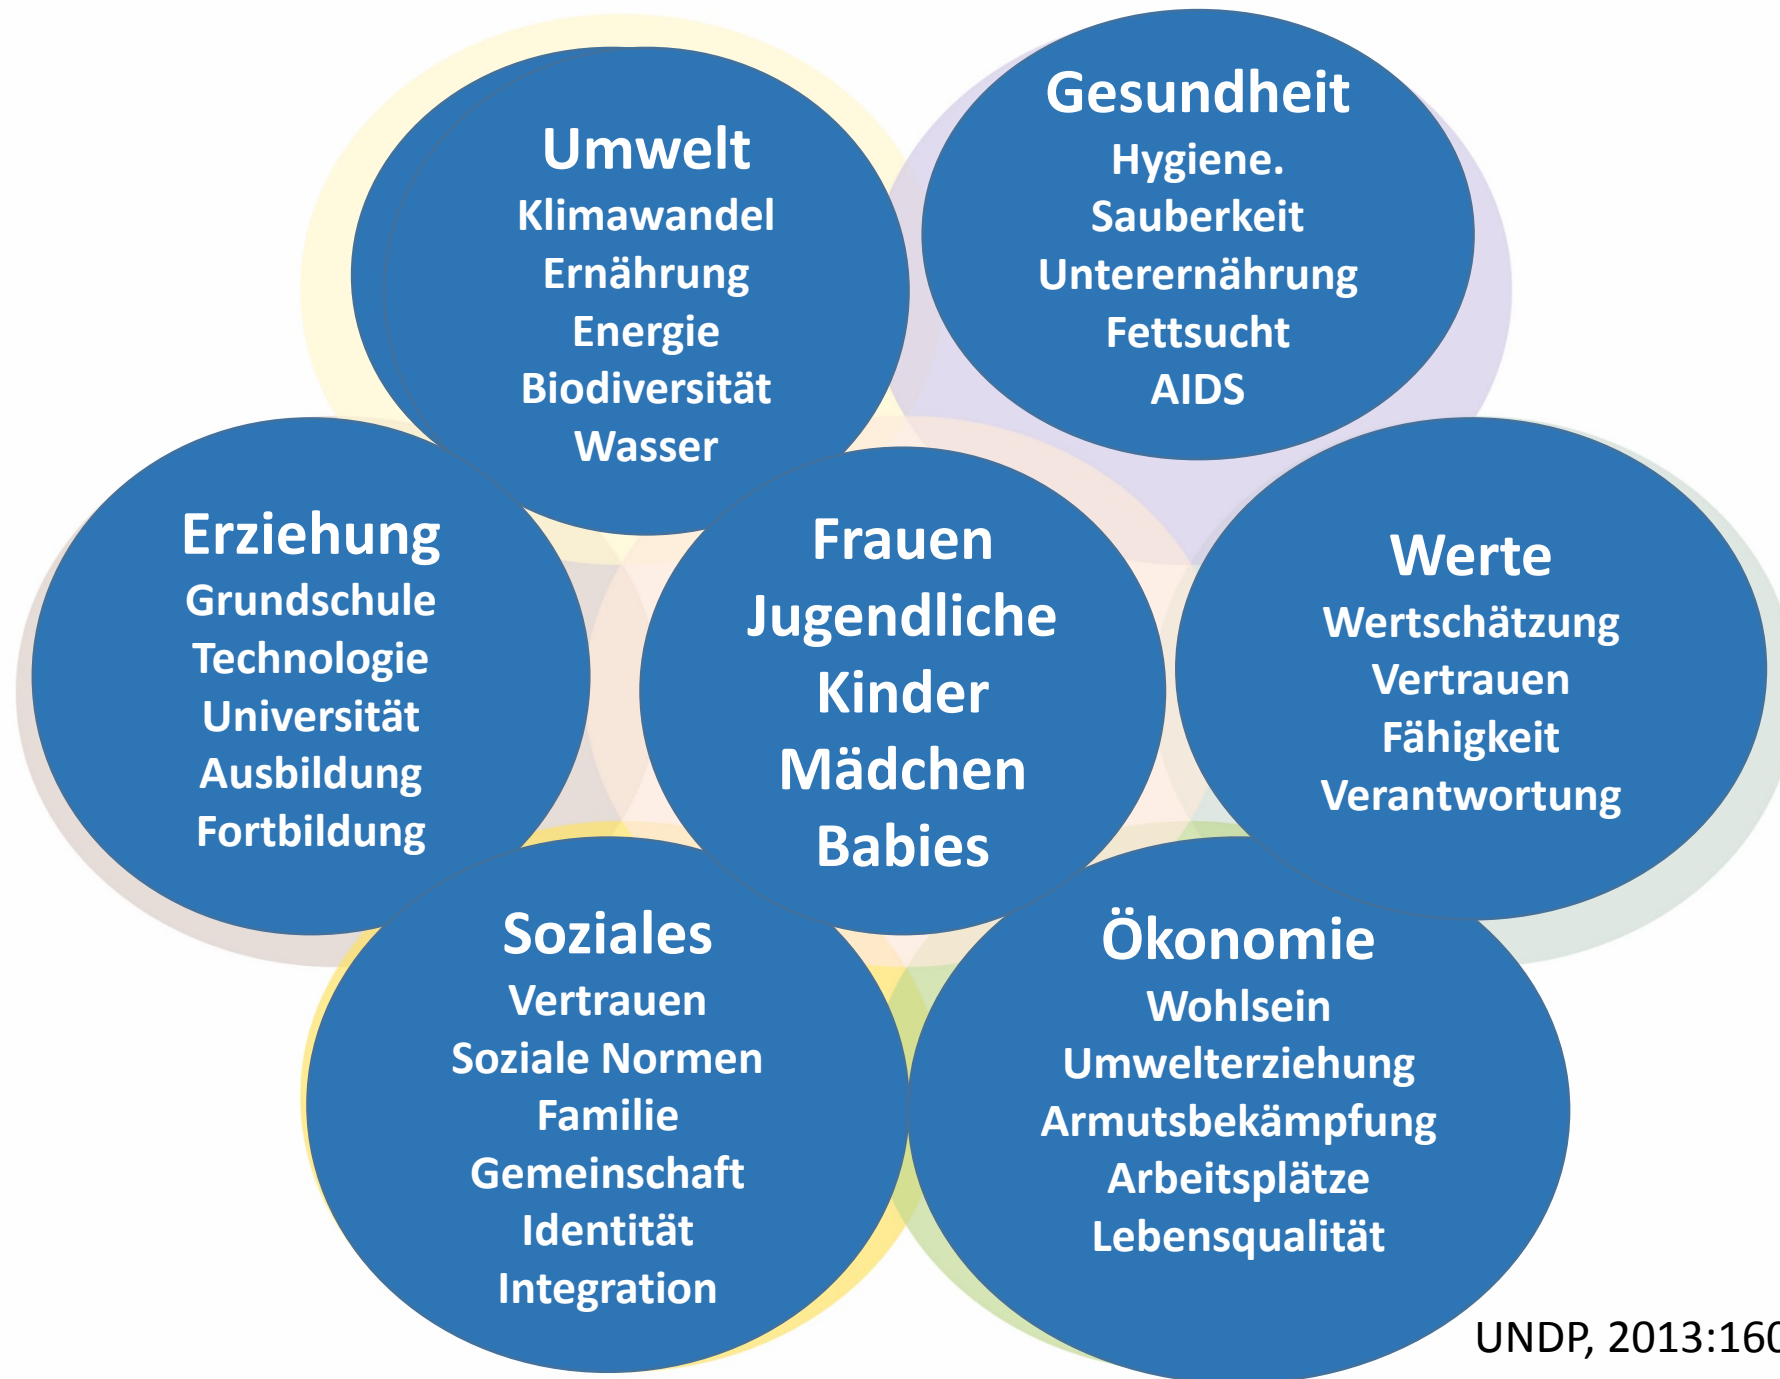 Umwelt
Klimawandel
Ernährung
Energie
Biodiversität
Wasser
Gesundheit
Hygiene.
Sauberkeit
Unterernährung
Fettsucht
AIDS
Erziehung
Grundschule
Technologie
Universität
Ausbildung
Fortbildung
Frauen
Jugendliche
Kinder
Mädchen
Babies
Werte
Wertschätzung
Vertrauen
Fähigkeit
Verantwortung
Soziales
Vertrauen
Soziale Normen
Familie
Gemeinschaft
Identität
Integration
Ökonomie
Wohlsein
Umwelterziehung
Armutsbekämpfung
Arbeitsplätze
Lebensqualität
UNDP, 2013:160